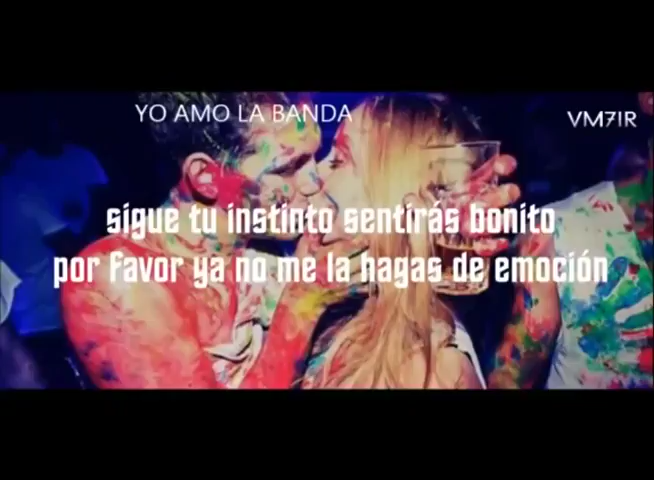 YO AMO LA BANDA
VM7IR
sigue tu instinto sentirás bonito
por favor ya no me la hagas de emoción